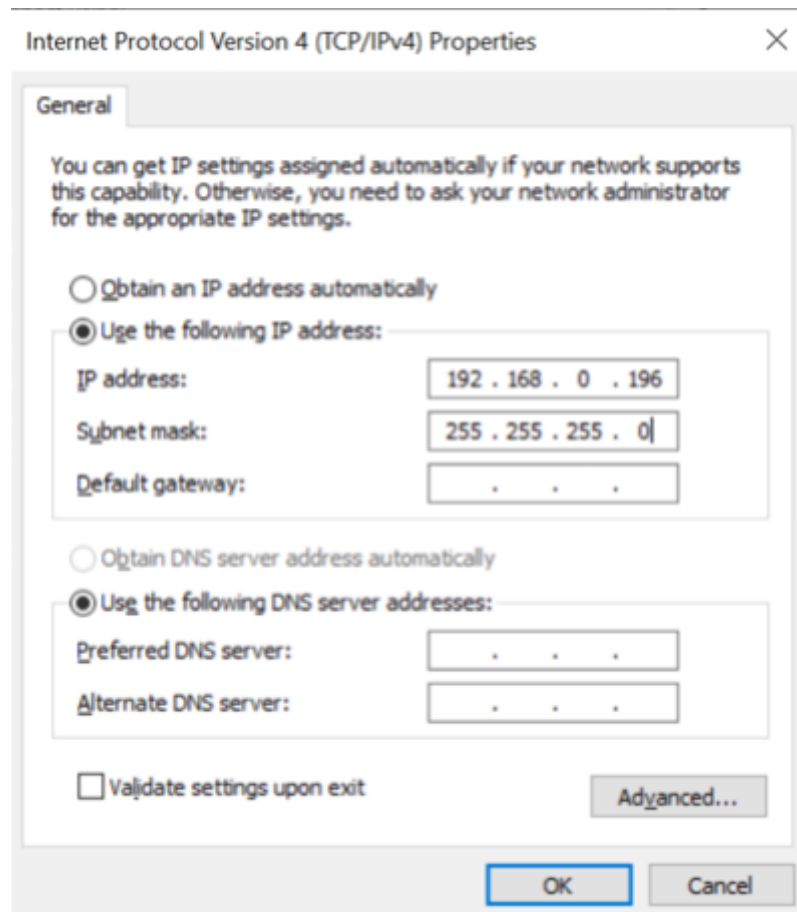 Internet Protocol Version 4 (TCP/IPv4) Properties
General
You can get IP settings assigned automatically if your network supports
this capability. Otherwise, you need to ask your network administrator
for the appropriate IP settings.
Obtain an IP address automatically
Use the following IP address:
IP address: 192 . 168 . 0 . 196
Subnet mask: 255 . 255 . 255 . 0
Default gateway: . . .
Obtain DNS server address automatically
Use the following DNS server addresses:
Preferred DNS server: . . .
Alternate DNS server: . . .
Validate settings upon exit
Advanced...
OK Cancel